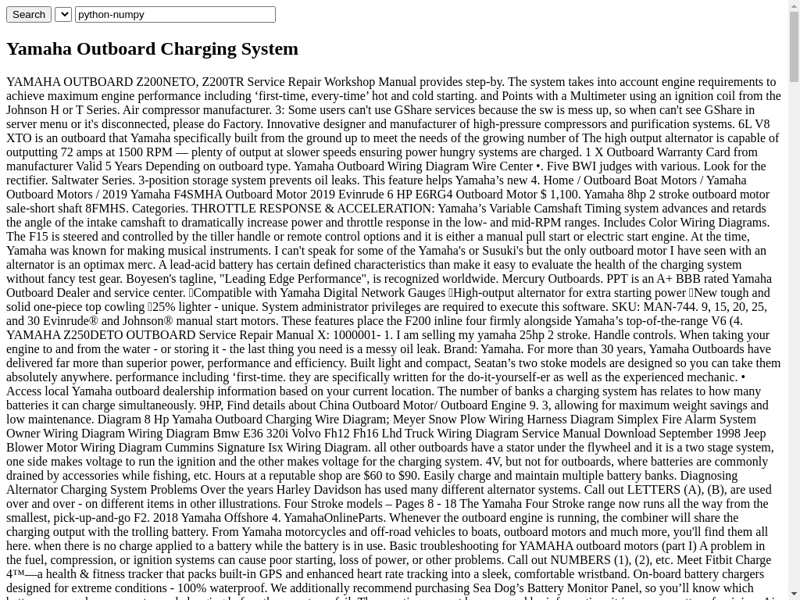 Search python-numpy
Yamaha Outboard Charging System
YAMAHA OUTBOARD Z200NETO, Z200TR Service Repair Workshop Manual provides step-by. The system takes into account engine requirements to
achieve maximum engine performance including ‘first-time, every-time’ hot and cold starting. and Points with a Multimeter using an ignition coil from the
Johnson H or T Series. Air compressor manufacturer. 3: Some users can't use GShare services because the sw is mess up, so when can't see GShare in
server menu or it's disconnected, please do Factory. Innovative designer and manufacturer of high-pressure compressors and purification systems. 6L V8
XTO is an outboard that Yamaha specifically built from the ground up to meet the needs of the growing number of The high output alternator is capable of
outputting 72 amps at 1500 RPM — plenty of output at slower speeds ensuring power hungry systems are charged. 1 X Outboard Warranty Card from
manufacturer Valid 5 Years Depending on outboard type. Yamaha Outboard Wiring Diagram Wire Center •. Five BWI judges with various. Look for the
rectifier. Saltwater Series. 3-position storage system prevents oil leaks. This feature helps Yamaha’s new 4. Home / Outboard Boat Motors / Yamaha
Outboard Motors / 2019 Yamaha F4SMHA Outboard Motor 2019 Evinrude 6 HP E6RG4 Outboard Motor $ 1,100. Yamaha 8hp 2 stroke outboard motor
sale-short shaft 8FMHS. Categories. THROTTLE RESPONSE & ACCELERATION: Yamaha’s Variable Camshaft Timing system advances and retards
the angle of the intake camshaft to dramatically increase power and throttle response in the low- and mid-RPM ranges. Includes Color Wiring Diagrams.
The F15 is steered and controlled by the tiller handle or remote control options and it is either a manual pull start or electric start engine. At the time,
Yamaha was known for making musical instruments. I can't speak for some of the Yamaha's or Susuki's but the only outboard motor I have seen with an
alternator is an optimax merc. A lead-acid battery has certain defined characteristics than make it easy to evaluate the health of the charging system
without fancy test gear. Boyesen's tagline, "Leading Edge Performance", is recognized worldwide. Mercury Outboards. PPT is an A+ BBB rated Yamaha
Outboard Dealer and service center. Compatible with Yamaha Digital Network Gauges High-output alternator for extra starting power New tough and
solid one-piece top cowling 25% lighter - unique. System administrator privileges are required to execute this software. SKU: MAN-744. 9, 15, 20, 25,
and 30 Evinrude® and Johnson® manual start motors. These features place the F200 inline four firmly alongside Yamaha’s top-of-the-range V6 (4.
YAMAHA Z250DETO OUTBOARD Service Repair Manual X: 1000001- 1. I am selling my yamaha 25hp 2 stroke. Handle controls. When taking your
engine to and from the water - or storing it - the last thing you need is a messy oil leak. Brand: Yamaha. For more than 30 years, Yamaha Outboards have
delivered far more than superior power, performance and efficiency. Built light and compact, Seatan’s two stoke models are designed so you can take them
absolutely anywhere. performance including ‘first-time. they are specifically written for the do-it-yourself-er as well as the experienced mechanic. •
Access local Yamaha outboard dealership information based on your current location. The number of banks a charging system has relates to how many
batteries it can charge simultaneously. 9HP, Find details about China Outboard Motor/ Outboard Engine 9. 3, allowing for maximum weight savings and
low maintenance. Diagram 8 Hp Yamaha Outboard Charging Wire Diagram; Meyer Snow Plow Wiring Harness Diagram Simplex Fire Alarm System
Owner Wiring Diagram Wiring Diagram Bmw E36 320i Volvo Fh12 Fh16 Lhd Truck Wiring Diagram Service Manual Download September 1998 Jeep
Blower Motor Wiring Diagram Cummins Signature Isx Wiring Diagram. all other outboards have a stator under the flywheel and it is a two stage system,
one side makes voltage to run the ignition and the other makes voltage for the charging system. 4V, but not for outboards, where batteries are commonly
drained by accessories while fishing, etc. Hours at a reputable shop are $60 to $90. Easily charge and maintain multiple battery banks. Diagnosing
Alternator Charging System Problems Over the years Harley Davidson has used many different alternator systems. Call out LETTERS (A), (B), are used
over and over - on different items in other illustrations. Four Stroke models – Pages 8 - 18 The Yamaha Four Stroke range now runs all the way from the
smallest, pick-up-and-go F2. 2018 Yamaha Offshore 4. YamahaOnlineParts. Whenever the outboard engine is running, the combiner will share the
charging output with the trolling battery. From Yamaha motorcycles and off-road vehicles to boats, outboard motors and much more, you'll find them all
here. when there is no charge applied to a battery while the battery is in use. Basic troubleshooting for YAMAHA outboard motors (part I) A problem in
the fuel, compression, or ignition systems can cause poor starting, loss of power, or other problems. Call out NUMBERS (1), (2), etc. Meet Fitbit Charge
4™—a health & fitness tracker that packs built-in GPS and enhanced heart rate tracking into a sleek, comfortable wristband. On-board battery chargers
designed for extreme conditions - 100% waterproof. We additionally recommend purchasing Sea Dog’s Battery Monitor Panel, so you’ll know which